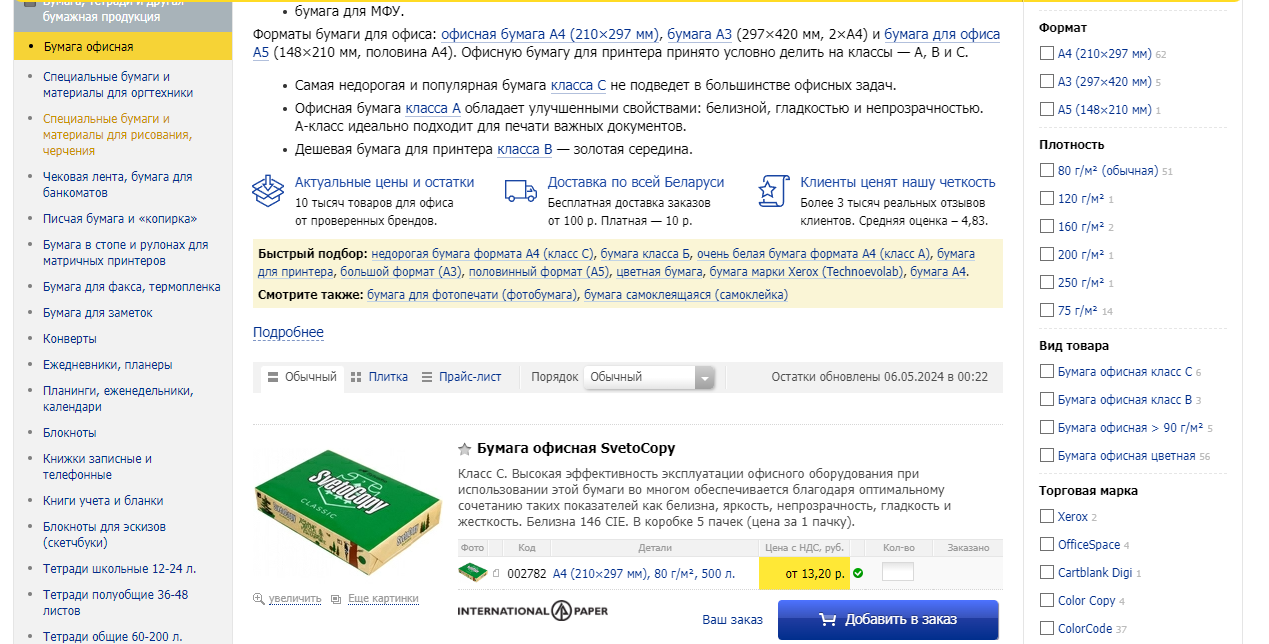 Бумага, тетради и другая
бумажная продукция
Бумага офисная
Специальные бумаги и
материалы для оргтехники
Специальные бумаги и
материалы для рисования,
черчения
Чековая лента, бумага для
банкоматов
Писчая бумага и «копирка»
Бумага в стопе и рулонах для
матричных принтеров
Бумага для факса, термопленка
Бумага для заметок
Конверты
Ежедневники, планеры
Планинги, еженедельники,
календари
Блокноты
Книжки записные и
телефонные
Книги учета и бланки
Блокноты для эскизов
(скетчбуки)
Тетради школьные 12-24 л.
Тетради полуобщие 36-48
листов
Тетради общие 60-200 л.
бумага для МФУ.
Форматы бумаги для офиса: офисная бумага А4 (210×297 мм), бумага А3 (297×420 мм, 2×А4) и бумага для офиса
А5 (148×210 мм, половина А4). Офисную бумагу для принтера принято условно делить на классы — А, В и С.
Самая недорогая и популярная бумага класса С не подведет в большинстве офисных задач.
Офисная бумага класса А обладает улучшенными свойствами: белизной, гладкостью и непрозрачностью.
А-класс идеально подходит для печати важных документов.
Дешевая бумага для принтера класса В — золотая середина.
Актуальные цены и остатки
10 тысяч товаров для офиса
от проверенных брендов.
Доставка по всей Беларуси
Бесплатная доставка заказов
от 100 р. Платная — 10 р.
Клиенты ценят нашу четкость
Более 3 тысяч реальных отзывов
клиентов. Средняя оценка – 4,83.
Быстрый подбор: недорогая бумага формата А4 (класс С), бумага класса Б, очень белая бумага формата А4 (класс А), бумага
для принтера, большой формат (А3), половинный формат (А5), цветная бумага, бумага марки Xerox (Technoevolab), бумага А4.
Смотрите также: бумага для фотопечати (фотобумага), бумага самоклеящаяся (самоклейка)
Подробнее
Обычный Плитка Прайс-лист Порядок Обычный Остатки обновлены 06.05.2024 в 00:22
SvetoCopy
CLASSIC
увеличить Еще картинки
Бумага офисная SvetoCopy
Класс С. Высокая эффективность эксплуатации офисного оборудования при
использовании этой бумаги во многом обеспечивается благодаря оптимальному
сочетанию таких показателей как белизна, яркость, непрозрачность, гладкость и
жесткость. Белизна 146 CIE. В коробке 5 пачек (цена за 1 пачку).
Фото Код Детали Цена с НДС, руб. Кол-во Заказано
002782 А4 (210×297 мм), 80 г/м², 500 л. от 13,20 р.
INTERNATIONAL PAPER
Ваш заказ Добавить в заказ
Формат
А4 (210×297 мм) 62
А3 (297×420 мм) 5
А5 (148×210 мм) 1
Плотность
80 г/м² (обычная) 51
120 г/м² 1
160 г/м² 2
200 г/м² 1
250 г/м² 1
75 г/м² 14
Вид товара
Бумага офисная класс С 6
Бумага офисная класс В 3
Бумага офисная > 90 г/м² 5
Бумага офисная цветная 56
Торговая марка
Xerox 2
OfficeSpace 4
Cartblank Digi 1
Color Copy 4
ColorCode 37